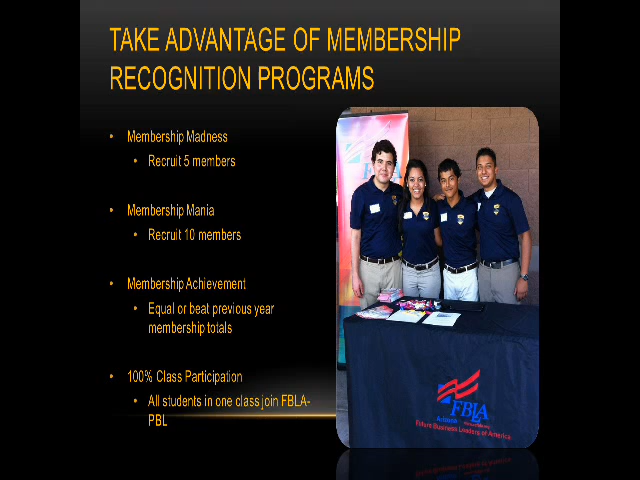 TAKE ADVANTAGE OF MEMBERSHIP
RECOGNITION PROGRAMS
• Membership Madness
• Recruit 5 members
• Membership Mania
• Recruit 10 members
• Membership Achievement
• Equal or beat previous year
membership totals
• 100% Class Participation
• All students in one class join FBLA-
PBL
FBLA
Future Business Leaders of America